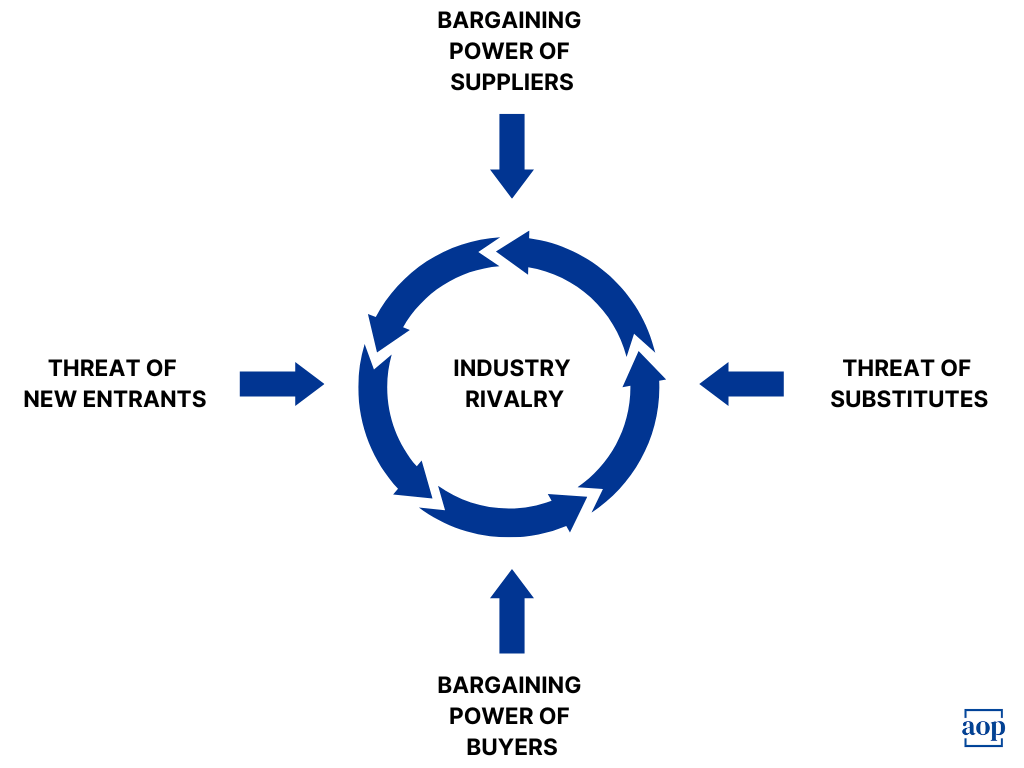 BARGAINING
POWER OF
SUPPLIERS
THREAT OF
NEW ENTRANTS
INDUSTRY
RIVALRY
THREAT OF
SUBSTITUTES
BARGAINING
POWER OF
BUYERS
aop